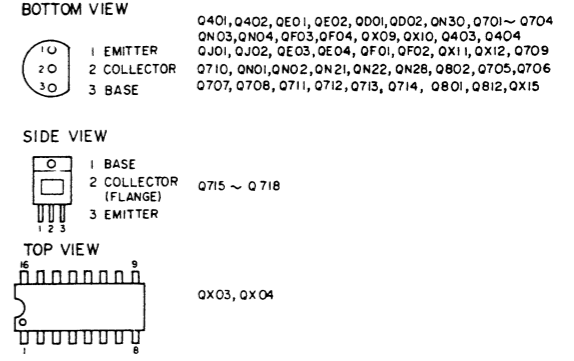 BOTTOM VIEW
Q401, Q402, QE01, QE02, QD01, QD02, QN30, Q701~ Q704
QN03, QN04, QF03, QF04, QX09, QX10, Q403, Q404
1 1 EMITTER QJ01, QJ02, QE03, QE04, QF01, QF02, QX11, QX12, Q709
2 2 COLLECTOR Q710, QN01, QN02, QN21, QN22, QN28, Q802, Q705, Q706
3 3 BASE Q707, Q708, Q711, Q712, Q713, Q714, Q801, Q812, QX15
SIDE VIEW
1 BASE
2 COLLECTOR Q715 ~ Q718
(FLANGE)
3 EMITTER
1 2 3
TOP VIEW
16 9
QX03, QX04
1 8